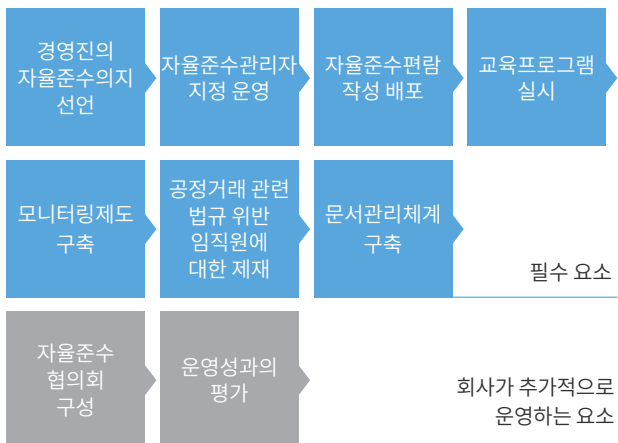 경영진의
자율준수의지
선언
자율준수관리자
지정 운영
자율준수편람
작성 배포
교육프로그램
실시
모니터링제도
구축
공정거래 관련
법규 위반
임직원에
대한 제재
문서관리체계
구축
필수 요소
자율준수
협의회
구성
운영성과의
평가
회사가 추가적으로
운영하는 요소